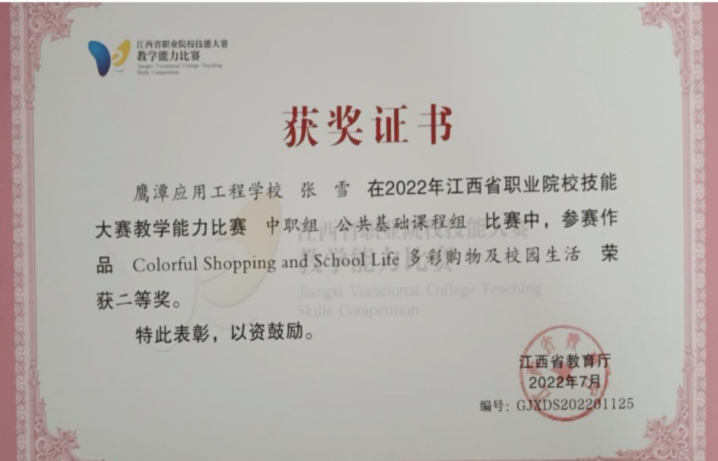 江西省职业院校技能大赛
教学能力比赛
Jiangxi Vocational College Teaching
Skills Competition
获奖证书
鹰潭应用工程学校 张 雪 在2022年江西省职业院校技能
大赛教学能力比赛 中职组 公共基础课程组 比赛中，参赛作
品 Colorful Shopping and School Life 多彩购物及校园生活 荣
获二等奖。
特此表彰，以资鼓励。
江西省职业院校技能大赛
教学能力比赛
Jiangxi Vocational College Teaching
Skills Competition
江西省教育厅
2022年7月
编号：GJXDS202201125